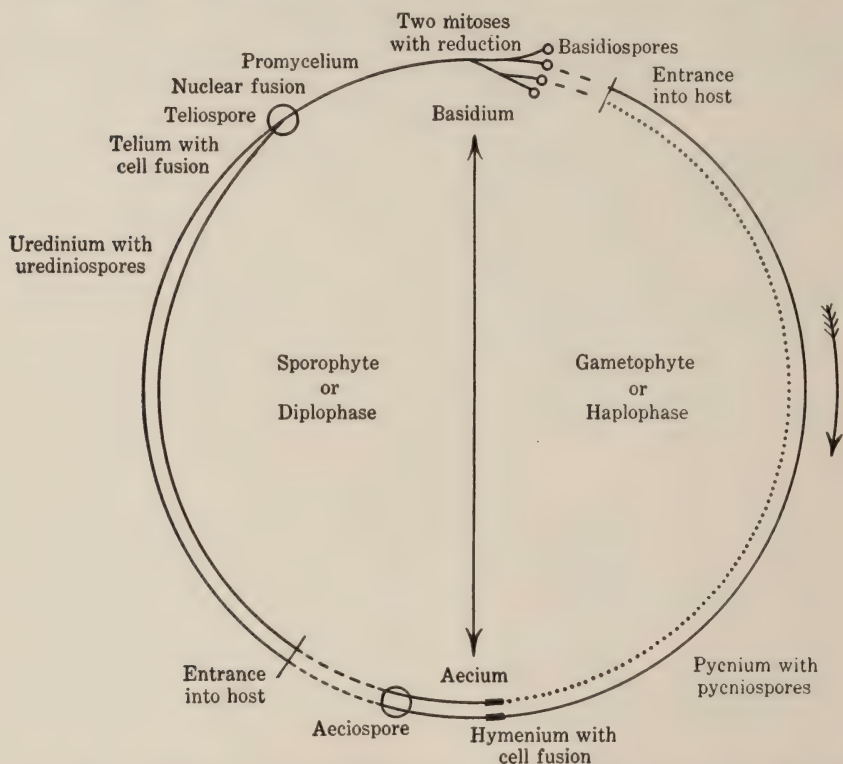 Two mitoses
with reduction
Basidiospores
Promycelium
Entrance
into host
Nuclear fusion
Teliospore
Basidium
Telium with
cell fusion
Uredinium with
urediniospores
Sporophyte
or
Diplophase
Gametophyte
or
Haplophase
Entrance
into host
Aecium
Pycnium with
pycniospores
Aeciospore
Hymenium with
cell fusion